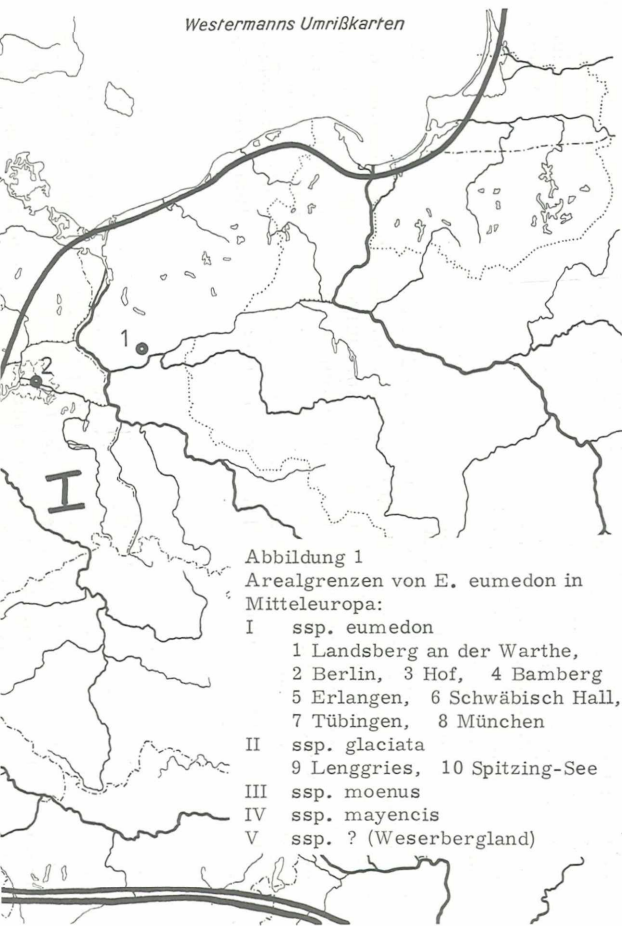 Westermanns Umrißkarten
1
2
I
Abbildung 1
Arealgrenzen von E. eumedon in
Mitteleuropa:
I ssp. eumedon
1 Landsberg an der Warthe,
2 Berlin, 3 Hof, 4 Bamberg
5 Erlangen, 6 Schwäbisch Hall,
7 Tübingen, 8 München
II ssp. glaciata
9 Lenggries, 10 Spitzing-See
III ssp. moenus
IV ssp. mayencis
V ssp. ? (Weserbergland)